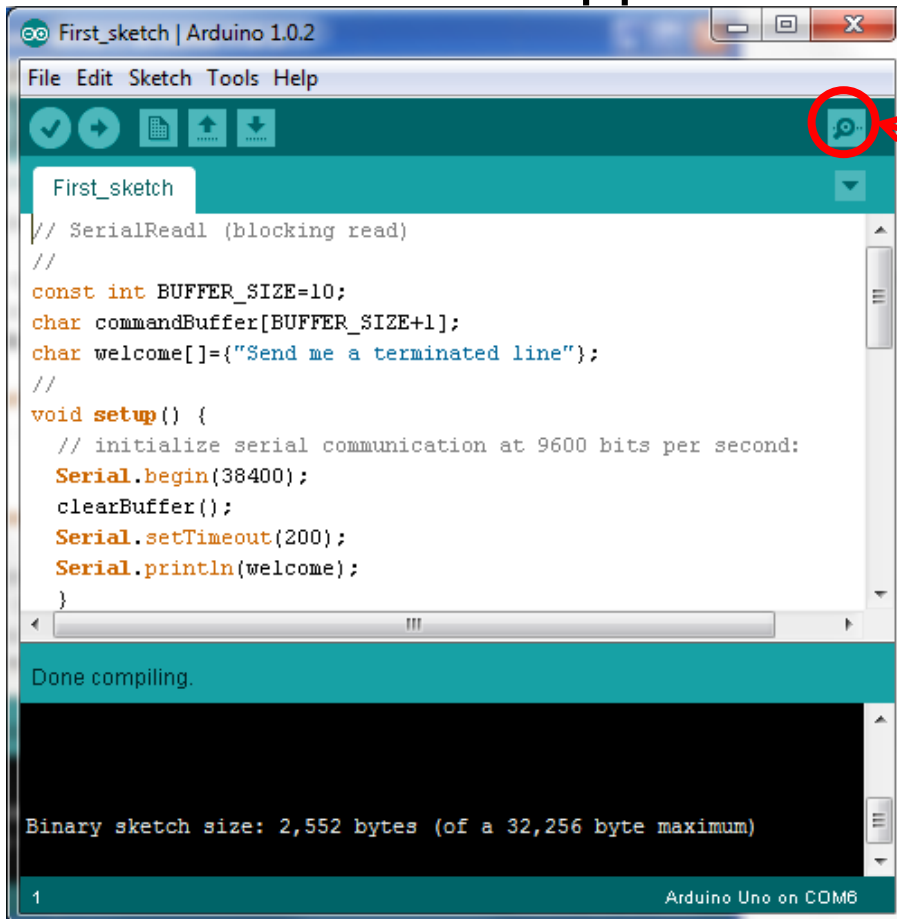 First_sketch | Arduino 1.0.2
File Edit Sketch Tools Help
First_sketch
// SerialRead1 (blocking read)
//
const int BUFFER_SIZE=10;
char commandBuffer[BUFFER_SIZE+1];
char welcome[]={"Send me a terminated line"};
//
void setup() {
// initialize serial communication at 9600 bits per second:
Serial.begin(38400);
clearBuffer();
Serial.setTimeout(200);
Serial.println(welcome);
}
Done compiling.
Binary sketch size: 2,552 bytes (of a 32,256 byte maximum)
1
Arduino Uno on COM6